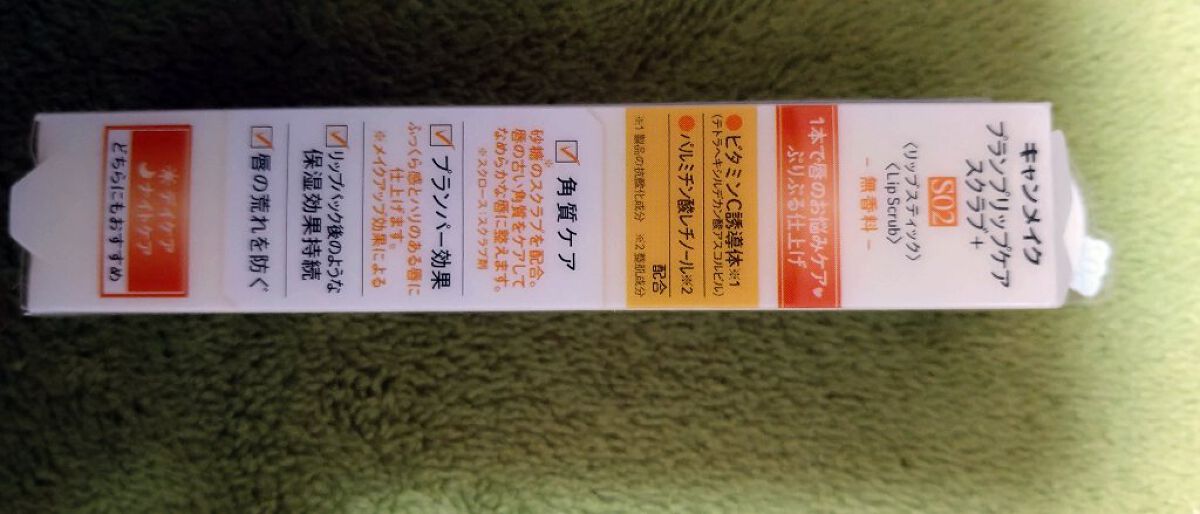 キャンメイク
プランプリップケア
スクラブ+
S02
〈リップスティック〉
〈Lip Scrub〉
- 無香料 -
1本で唇のお悩みケア♥
ぷりぷる仕上げ
●ビタミンC誘導体※1
(テトラヘキシルデカン酸アスコルビル)
●パルミチン酸レチノール※2
配合
※1 製品の抗酸化成分 ※2 整肌成分
☑ 角質ケア
砂糖※のスクラブを配合。
唇の古い角質をケアして
なめらかな唇に整えます。
※スクロース：スクラブ剤
☑ プランパー効果
ふっくら感とハリのある唇に
仕上げます。
※メイクアップ効果による
☑ リップパック後のような
保湿効果持続
☑ 唇の荒れを防ぐ
デイケア
ナイトケア
どちらにもおすすめ